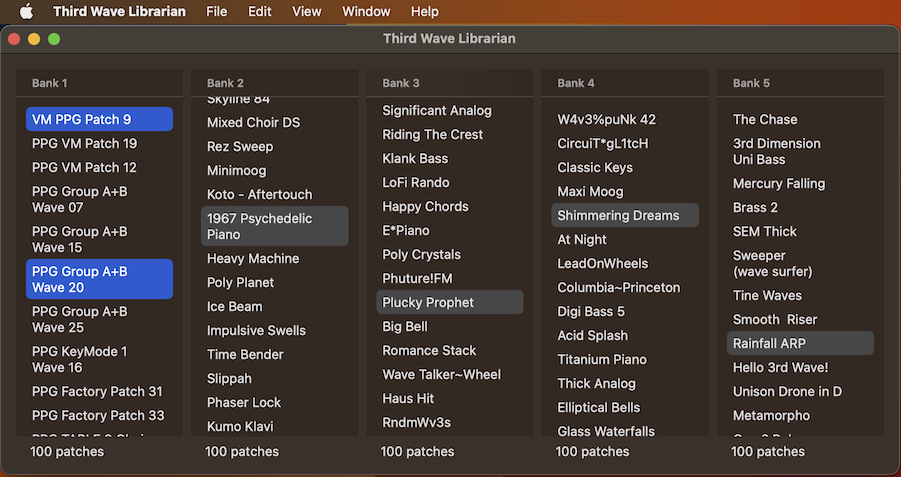 Third Wave Librarian File Edit View Window Help
Third Wave Librarian
Bank 1
VM PPG Patch 9
PPG VM Patch 19
PPG VM Patch 12
PPG Group A+B
Wave 07
PPG Group A+B
Wave 15
PPG Group A+B
Wave 20
PPG Group A+B
Wave 25
PPG KeyMode 1
Wave 16
PPG Factory Patch 31
PPG Factory Patch 33
100 patches
Bank 2
Skyline 84
Mixed Choir DS
Rez Sweep
Minimoog
Koto - Aftertouch
1967 Psychedelic
Piano
Heavy Machine
Poly Planet
Ice Beam
Impulsive Swells
Time Bender
Slippah
Phaser Lock
Kumo Klavi
100 patches
Bank 3
Significant Analog
Riding The Crest
Klank Bass
LoFi Rando
Happy Chords
E*Piano
Poly Crystals
Phuture!FM
Plucky Prophet
Big Bell
Romance Stack
Wave Talker~Wheel
Haus Hit
RndmWv3s
100 patches
Bank 4
W4v3%puNk 42
CircuiT*gL1tcH
Classic Keys
Maxi Moog
Shimmering Dreams
At Night
LeadOnWheels
Columbia~Princeton
Digi Bass 5
Acid Splash
Titanium Piano
Thick Analog
Elliptical Bells
Glass Waterfalls
100 patches
Bank 5
The Chase
3rd Dimension
Uni Bass
Mercury Falling
Brass 2
SEM Thick
Sweeper
(wave surfer)
Tine Waves
Smooth  Riser
Rainfall ARP
Hello 3rd Wave!
Unison Drone in D
Metamorpho
100 patches